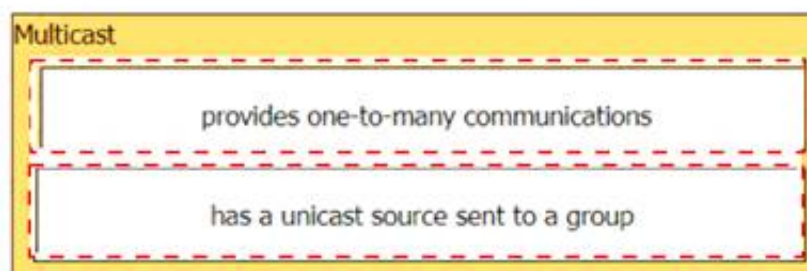 Multicast
provides one-to-many communications
has a unicast source sent to a group